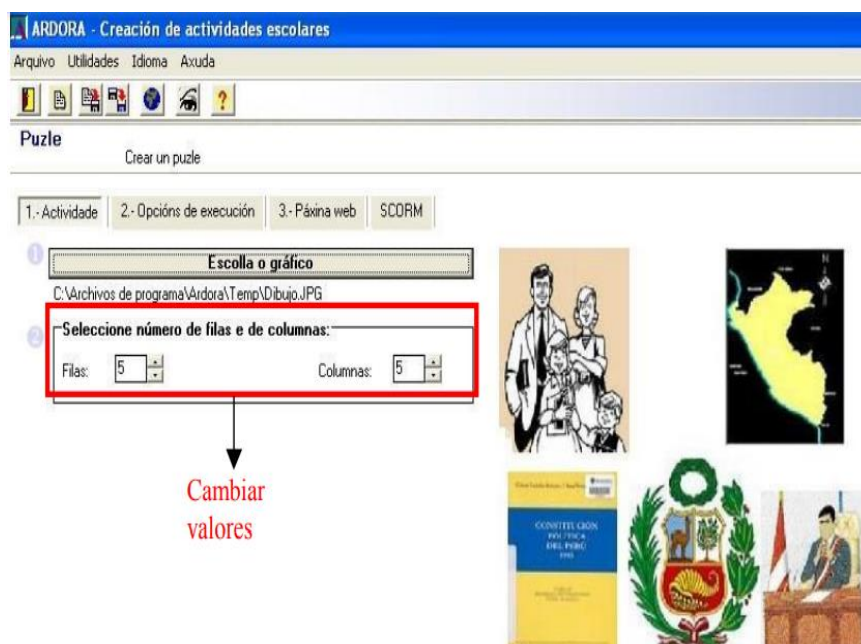 ARDORA - Creación de actividades escolares
Arquivo Utilidades Idioma Axuda
?
Puzle
Crear un puzle
1.- Actividade 2.- Opcións de execución 3.- Páxina web SCORM
1
Escolla o gráfico
C:\Archivos de programa\Ardora\Temp\Dibujo.JPG
2
Seleccione número de filas e de columnas:
Filas: 5 Columnas: 5
Cambiar
valores
N
CONSTITUCIÓN
POLÍTICA
DEL PERÚ